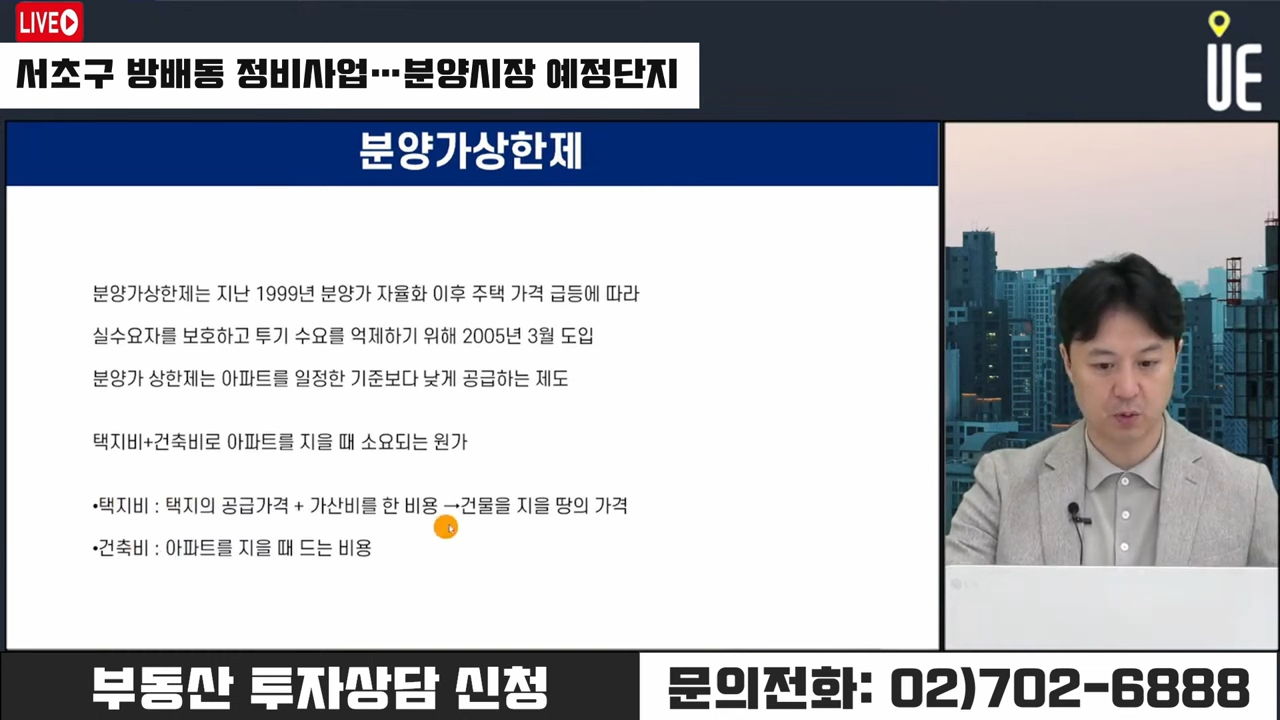 LIVE
서초구 방배동 정비사업…분양시장 예정단지
UE
분양가상한제
분양가상한제는 지난 1999년 분양가 자율화 이후 주택 가격 급등에 따라
실수요자를 보호하고 투기 수요를 억제하기 위해 2005년 3월 도입
분양가 상한제는 아파트를 일정한 기준보다 낮게 공급하는 제도
택지비+건축비로 아파트를 지을 때 소요되는 원가
•택지비 : 택지의 공급가격 + 가산비를 한 비용 →건물을 지을 땅의 가격
•건축비 : 아파트를 지을 때 드는 비용
부동산 투자상담 신청
문의전화: 02)702-6888